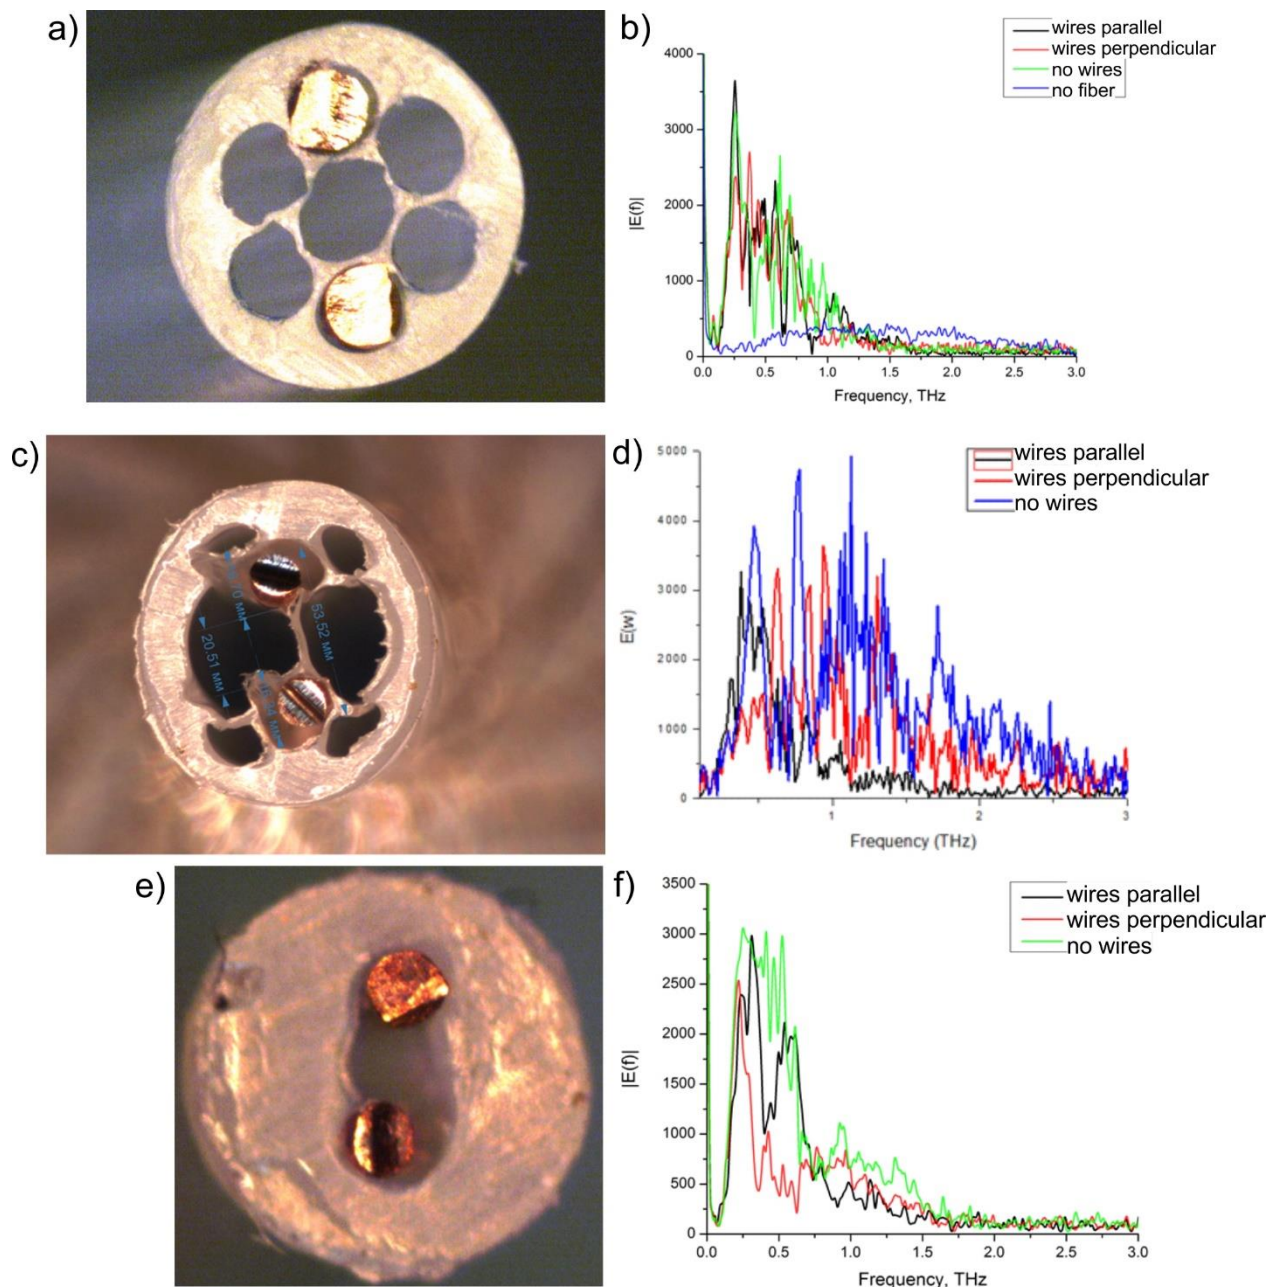 a)
b)
wires parallel
wires perpendicular
no wires
no fiber
4000
3000
2000
1000
0
|E(f)|
0.0 0.5 1.0 1.5 2.0 2.5 3.0
Frequency, THz
c)
20.51 мм
53.52 мм
d)
wires parallel
wires perpendicular
no wires
5000
4000
3000
2000
1000
0
E(w)
1 2 3
Frequency (THz)
e)
f)
wires parallel
wires perpendicular
no wires
3500
3000
2500
2000
1500
1000
500
0
|E(f)|
0.0 0.5 1.0 1.5 2.0 2.5 3.0
Frequency, THz